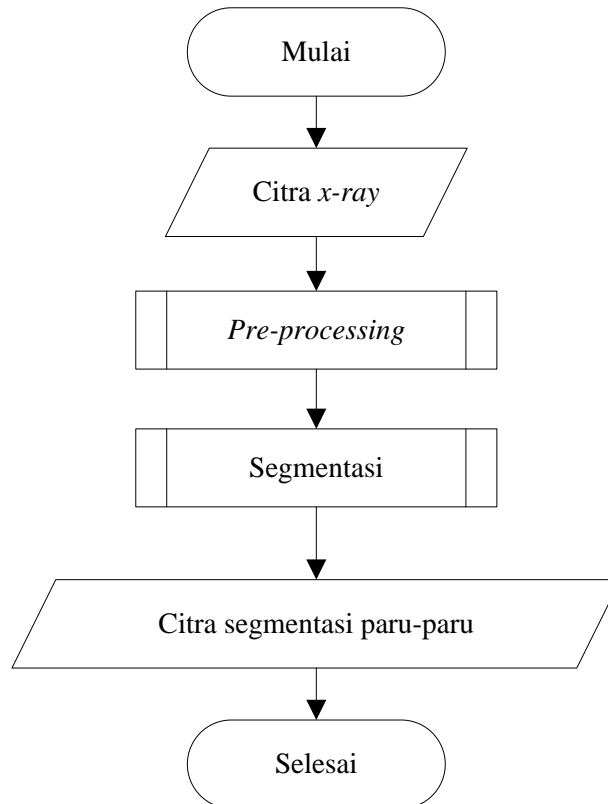 Mulai
Citra x-ray
Pre-processing
Segmentasi
Citra segmentasi paru-paru
Selesai